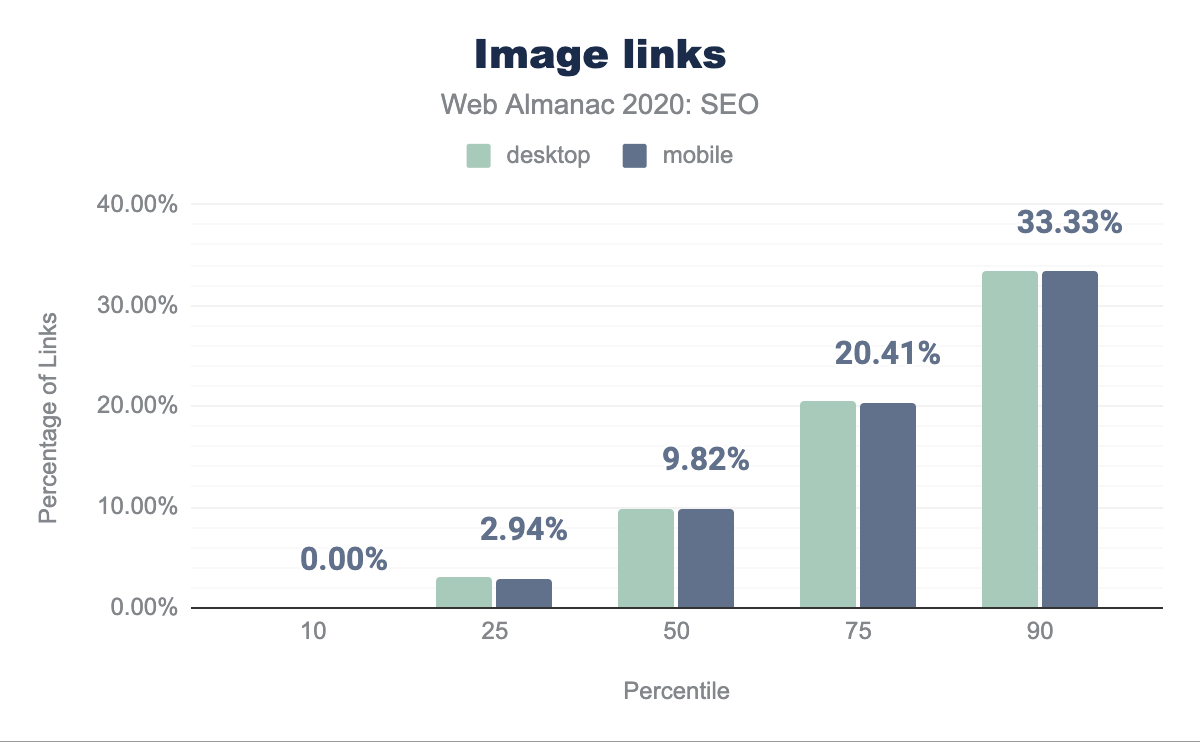 Image links
Web Almanac 2020: SEO
desktop
mobile
40.00%
30.00%
20.00%
10.00%
0.00%
Percentage of Links
0.00%
2.94%
9.82%
20.41%
33.33%
10
25
50
75
90
Percentile